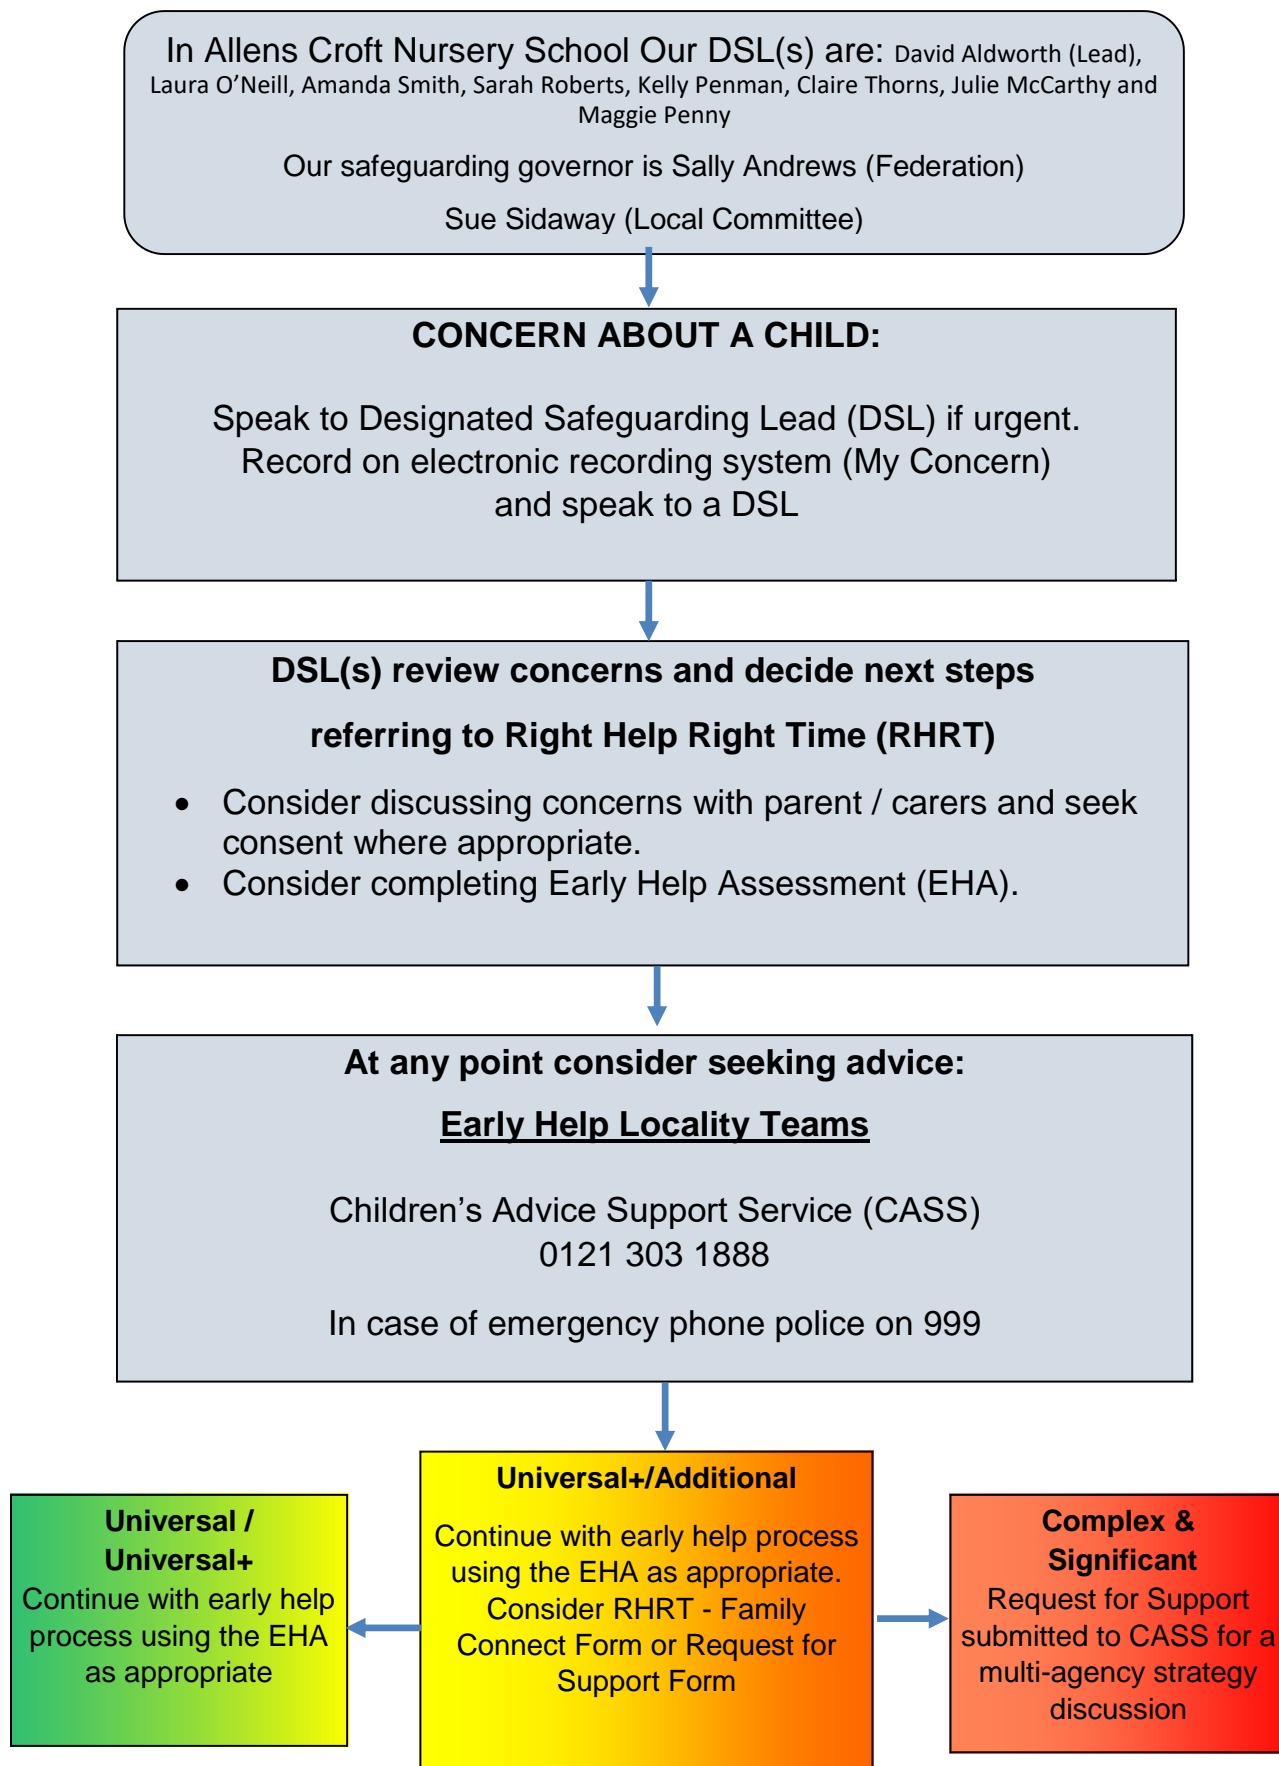 In Allens Croft Nursery School Our DSL(s) are: David Aldworth (Lead),
Laura O’Neill, Amanda Smith, Sarah Roberts, Kelly Penman, Claire Thorns, Julie McCarthy and
Maggie Penny
Our safeguarding governor is Sally Andrews (Federation)
Sue Sidaway (Local Committee)
CONCERN ABOUT A CHILD:
Speak to Designated Safeguarding Lead (DSL) if urgent.
Record on electronic recording system (My Concern)
and speak to a DSL
DSL(s) review concerns and decide next steps
referring to Right Help Right Time (RHRT)
• Consider discussing concerns with parent / carers and seek
consent where appropriate.
• Consider completing Early Help Assessment (EHA).
At any point consider seeking advice:
Early Help Locality Teams
Children’s Advice Support Service (CASS)
0121 303 1888
In case of emergency phone police on 999
Universal /
Universal+
Continue with early help
process using the EHA
as appropriate
Universal+/Additional
Continue with early help process
using the EHA as appropriate.
Consider RHRT - Family
Connect Form or Request for
Support Form
Complex &
Significant
Request for Support
submitted to CASS for a
multi-agency strategy
discussion